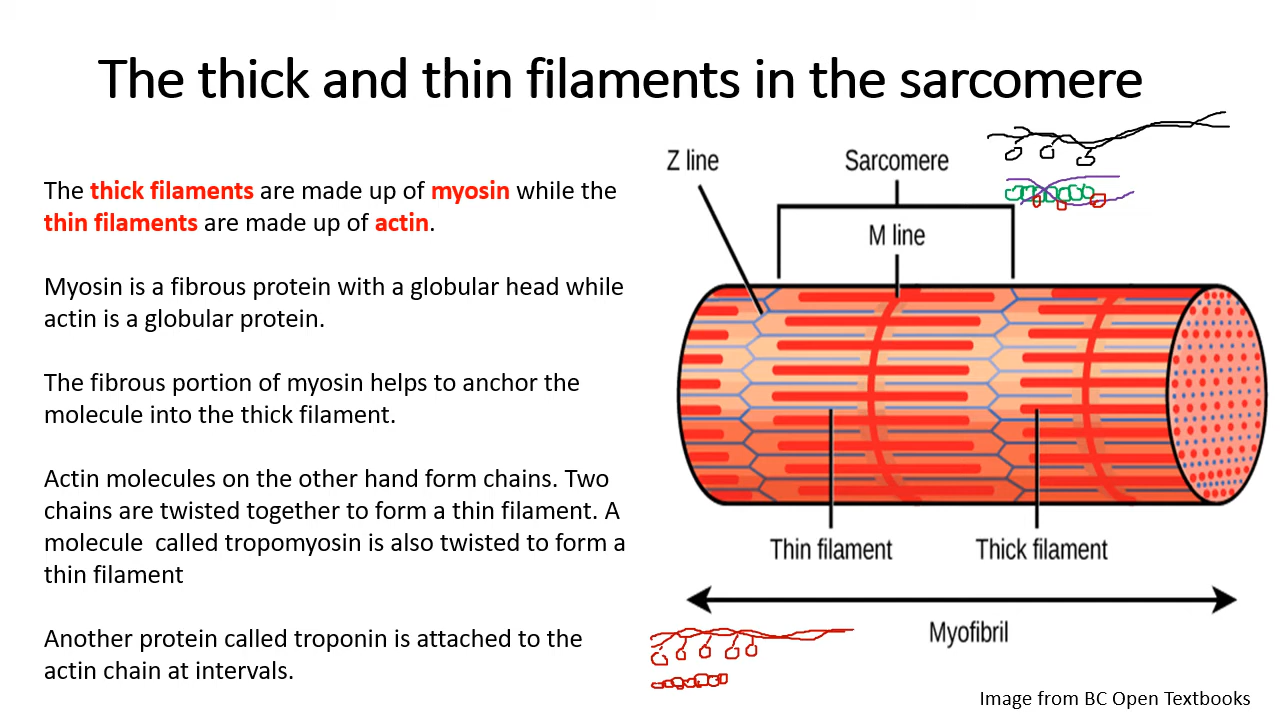 The thick and thin filaments in the sarcomere
The thick filaments are made up of myosin while the
thin filaments are made up of actin.
Myosin is a fibrous protein with a globular head while
actin is a globular protein.
The fibrous portion of myosin helps to anchor the
molecule into the thick filament.
Actin molecules on the other hand form chains. Two
chains are twisted together to form a thin filament. A
molecule called tropomyosin is also twisted to form a
thin filament
Another protein called troponin is attached to the
actin chain at intervals.
Z line
Sarcomere
M line
Thin filament
Thick filament
Myofibril
Image from BC Open Textbooks